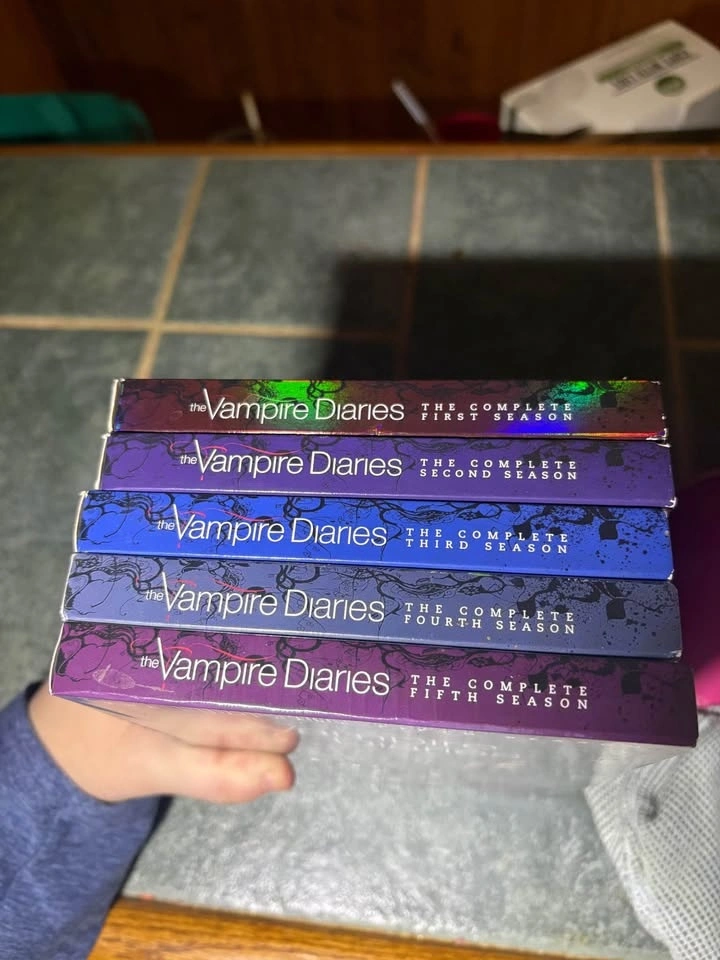 the Vampire Diaries THE COMPLETE
FIRST SEASON
the Vampire Diaries THE COMPLETE
SECOND SEASON
the Vampire Diaries THE COMPLETE
THIRD SEASON
the Vampire Diaries THE COMPLETE
FOURTH SEASON
the Vampire Diaries THE COMPLETE
FIFTH SEASON